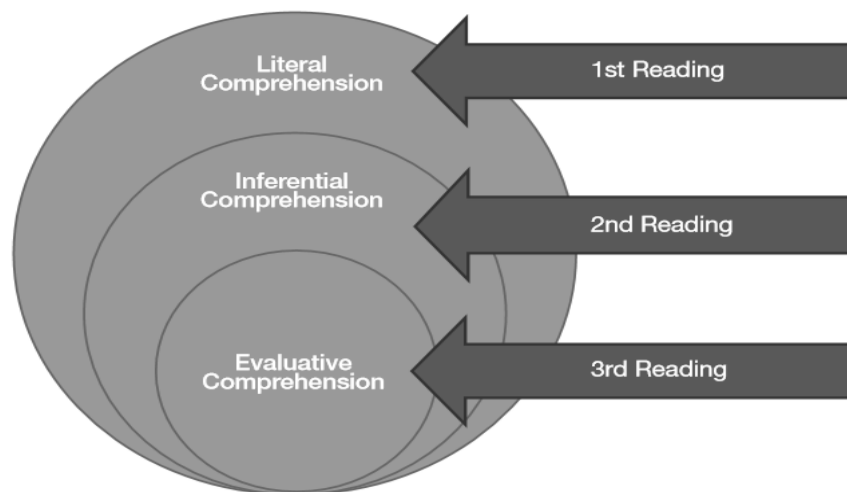 Literal
Comprehension
1st Reading
Inferential
Comprehension
2nd Reading
Evaluative
Comprehension
3rd Reading